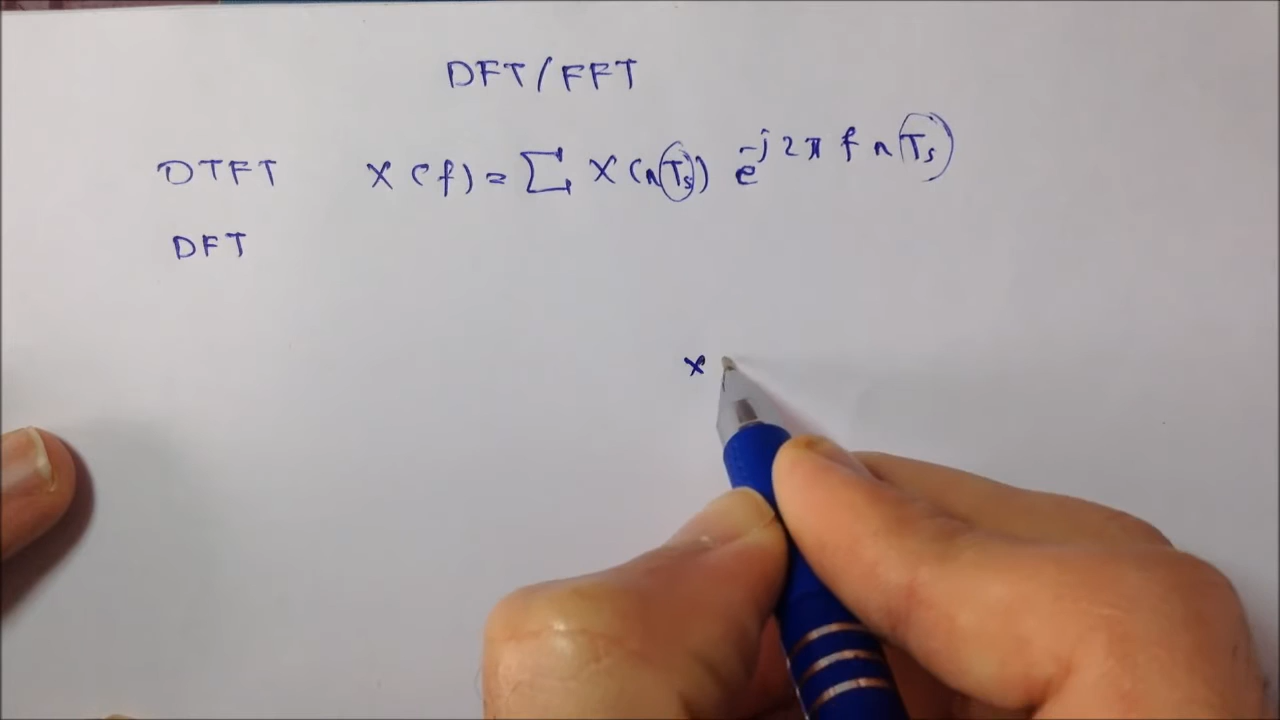 DFT/FFT
DTFT X(f) = Σ X(nTs) e^-j2πfnTs
DFT
x